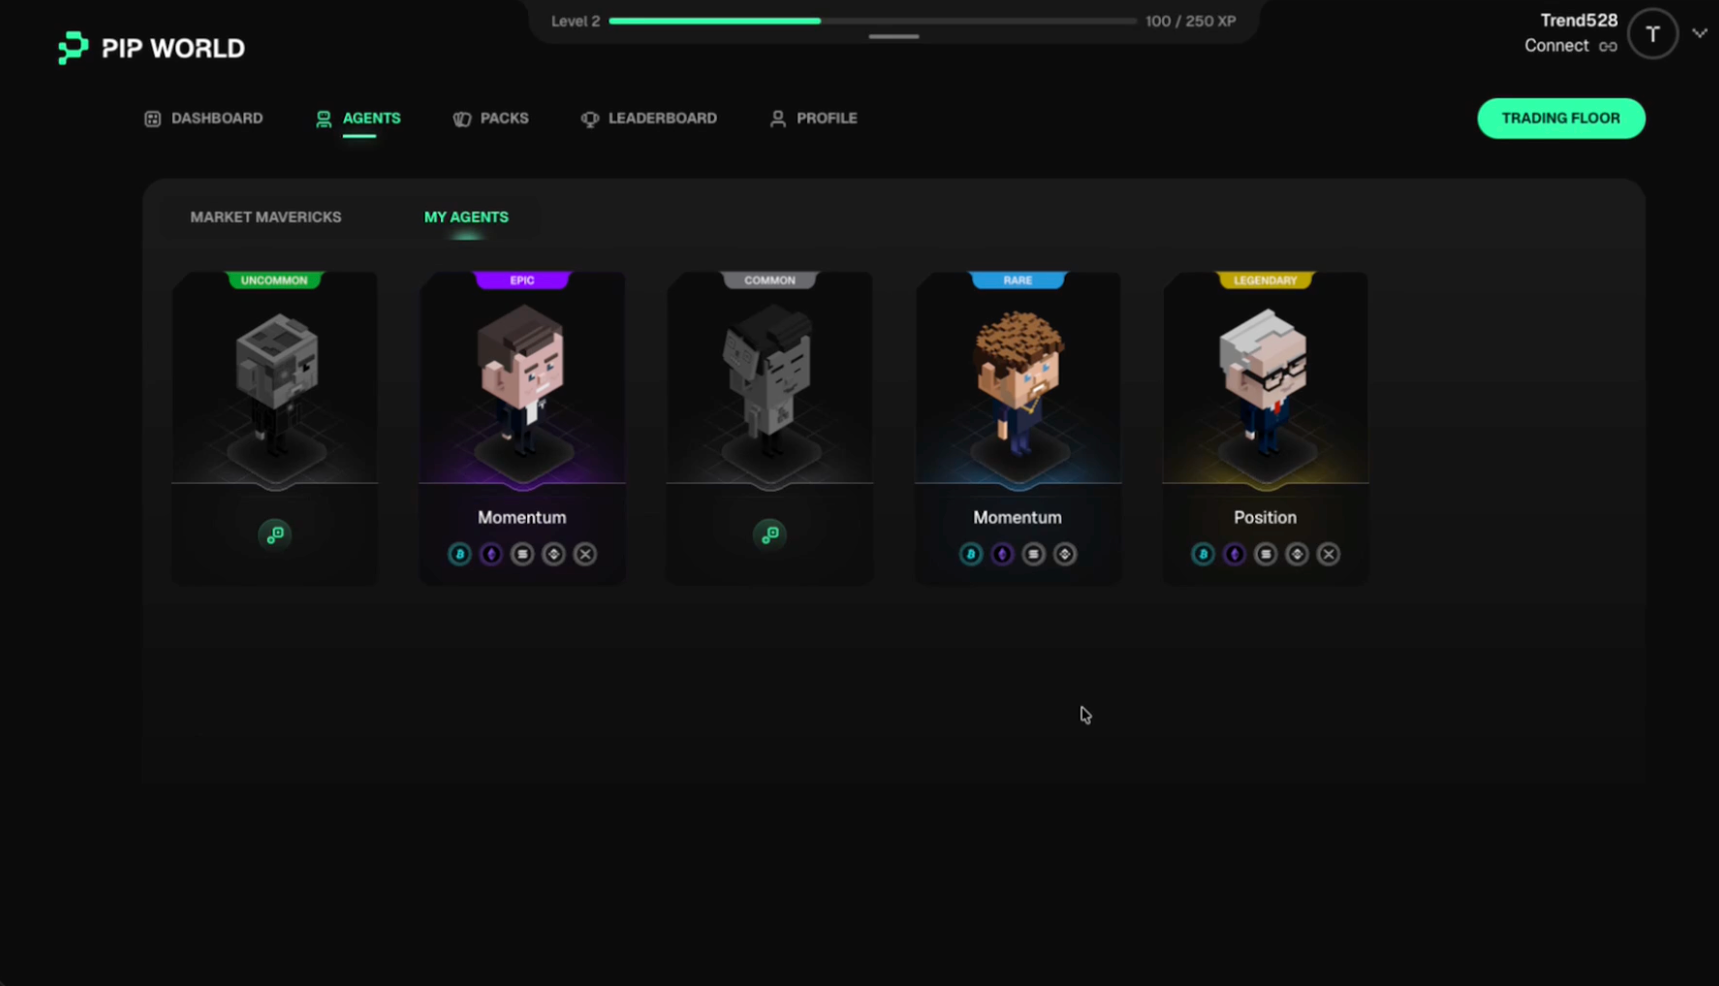 Level 2 100 / 250 XP
Trend528
Connect
T
PIP WORLD
DASHBOARD AGENTS PACKS LEADERBOARD PROFILE TRADING FLOOR
MARKET MAVERICKS MY AGENTS
UNCOMMON EPIC COMMON RARE LEGENDARY
Momentum Momentum Position